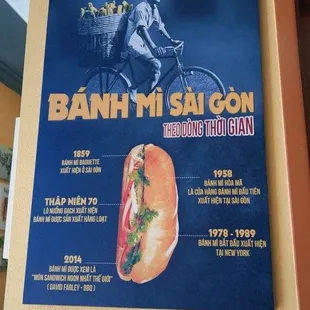 BÁNH MÌ SÀI GÒN
THEO DÒNG THỜI GIAN
1859
BÁNH MÌ BAGUETTE
XUẤT HIỆN Ở SÀI GÒN
1958
BÁNH MÌ HÒA MÃ
LÀ CỬA HÀNG BÁNH MÌ ĐẦU TIÊN
XUẤT HIỆN TẠI SÀI GÒN
THẬP NIÊN 70
LÒ NƯỚNG GẠCH XUẤT HIỆN
BÁNH MÌ ĐƯỢC SẢN XUẤT HÀNG LOẠT
1978 - 1989
BÁNH MÌ BẮT ĐẦU XUẤT HIỆN
TẠI NEW YORK
2014
BÁNH MÌ ĐƯỢC XEM LÀ
"MÓN SANDWICH NGON NHẤT THẾ GIỚI"
( DAVID FARLEY - BBQ )